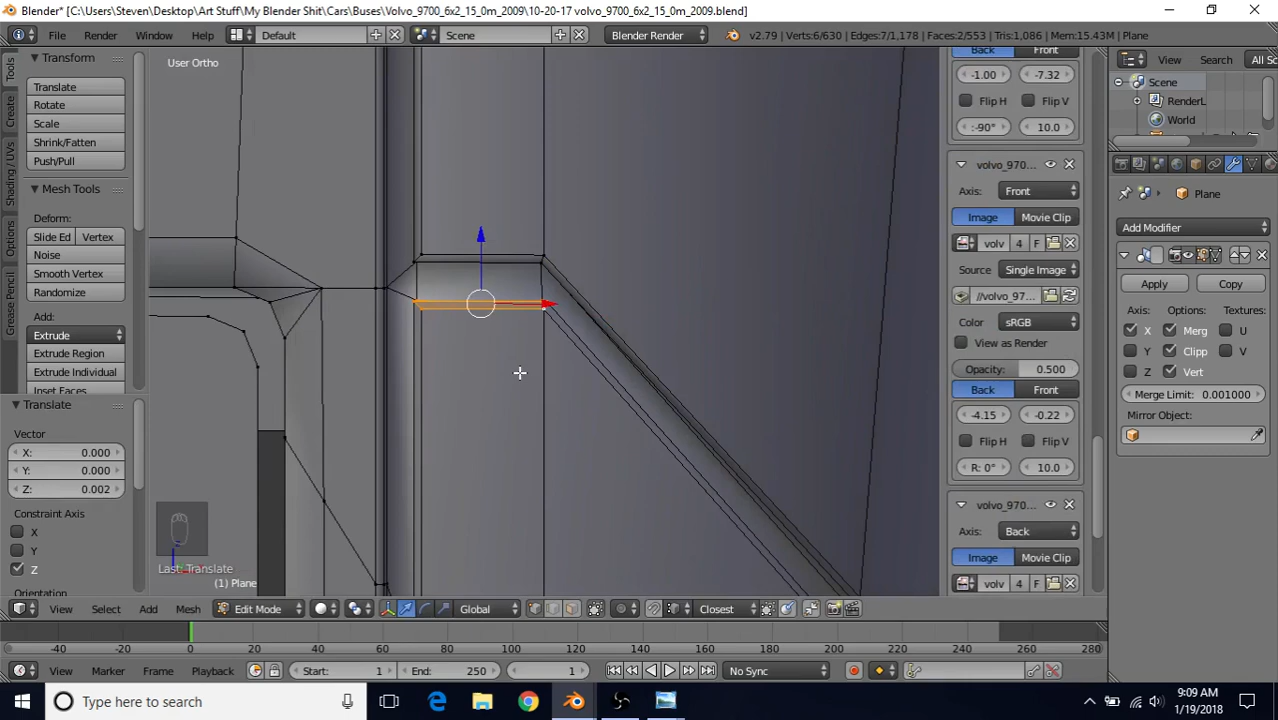 Blender* [C:\Users\Steven\Desktop\Art Stuff\My Blender Shit\Cars\Buses\Volvo_9700_6x2_15_0m_2009\10-20-17 volvo_9700_6x2_15_0m_2009.blend]
File Render Window Help Default Scene Blender Render v2.79 | Verts:6/630 | Edges:7/1,178 | Faces:2/553 | Tris:1,086 | Mem:15.43M | Plane
User Ortho
Tools
Create
Shading / UVs
Options
Grease Pencil
Transform
Translate
Rotate
Scale
Shrink/Fatten
Push/Pull
Mesh Tools
Deform:
Slide Ed Vertex
Noise
Smooth Vertex
Randomize
Add:
Extrude
Extrude Region
Extrude Individual
Inset Faces
Translate
Vector
X: 0.000
Y: 0.000
Z: 0.002
Constraint Axis
X
Y
Z
Orientation
Last: Translate
(1) Plane
Back Front
-1.00 -7.32
Flip H Flip V
:-90° 10.0
volvo_970...
Axis: Front
Image Movie Clip
volv 4 F
Source: Single Image
//volvo_97...
Color sRGB
View as Render
Opacity: 0.500
Back Front
-4.15 -0.22
Flip H Flip V
R: 0° 10.0
volvo_970...
Axis: Back
Image Movie Clip
volv 4 F
View Search All Sc
Scene
RenderL
World
Plane
Add Modifier
Apply Copy
X Merg U
Y Clipp V
Z Vert
Merge Limit: 0.001000
Mirror Object:
View Select Add Mesh Edit Mode Global Closest
-40 -20 0 20 40 60 80 100 120 140 160 180 200 220 240 260 280
View Marker Frame Playback Start: 1 End: 250 1 No Sync
Type here to search
9:09 AM
1/19/2018